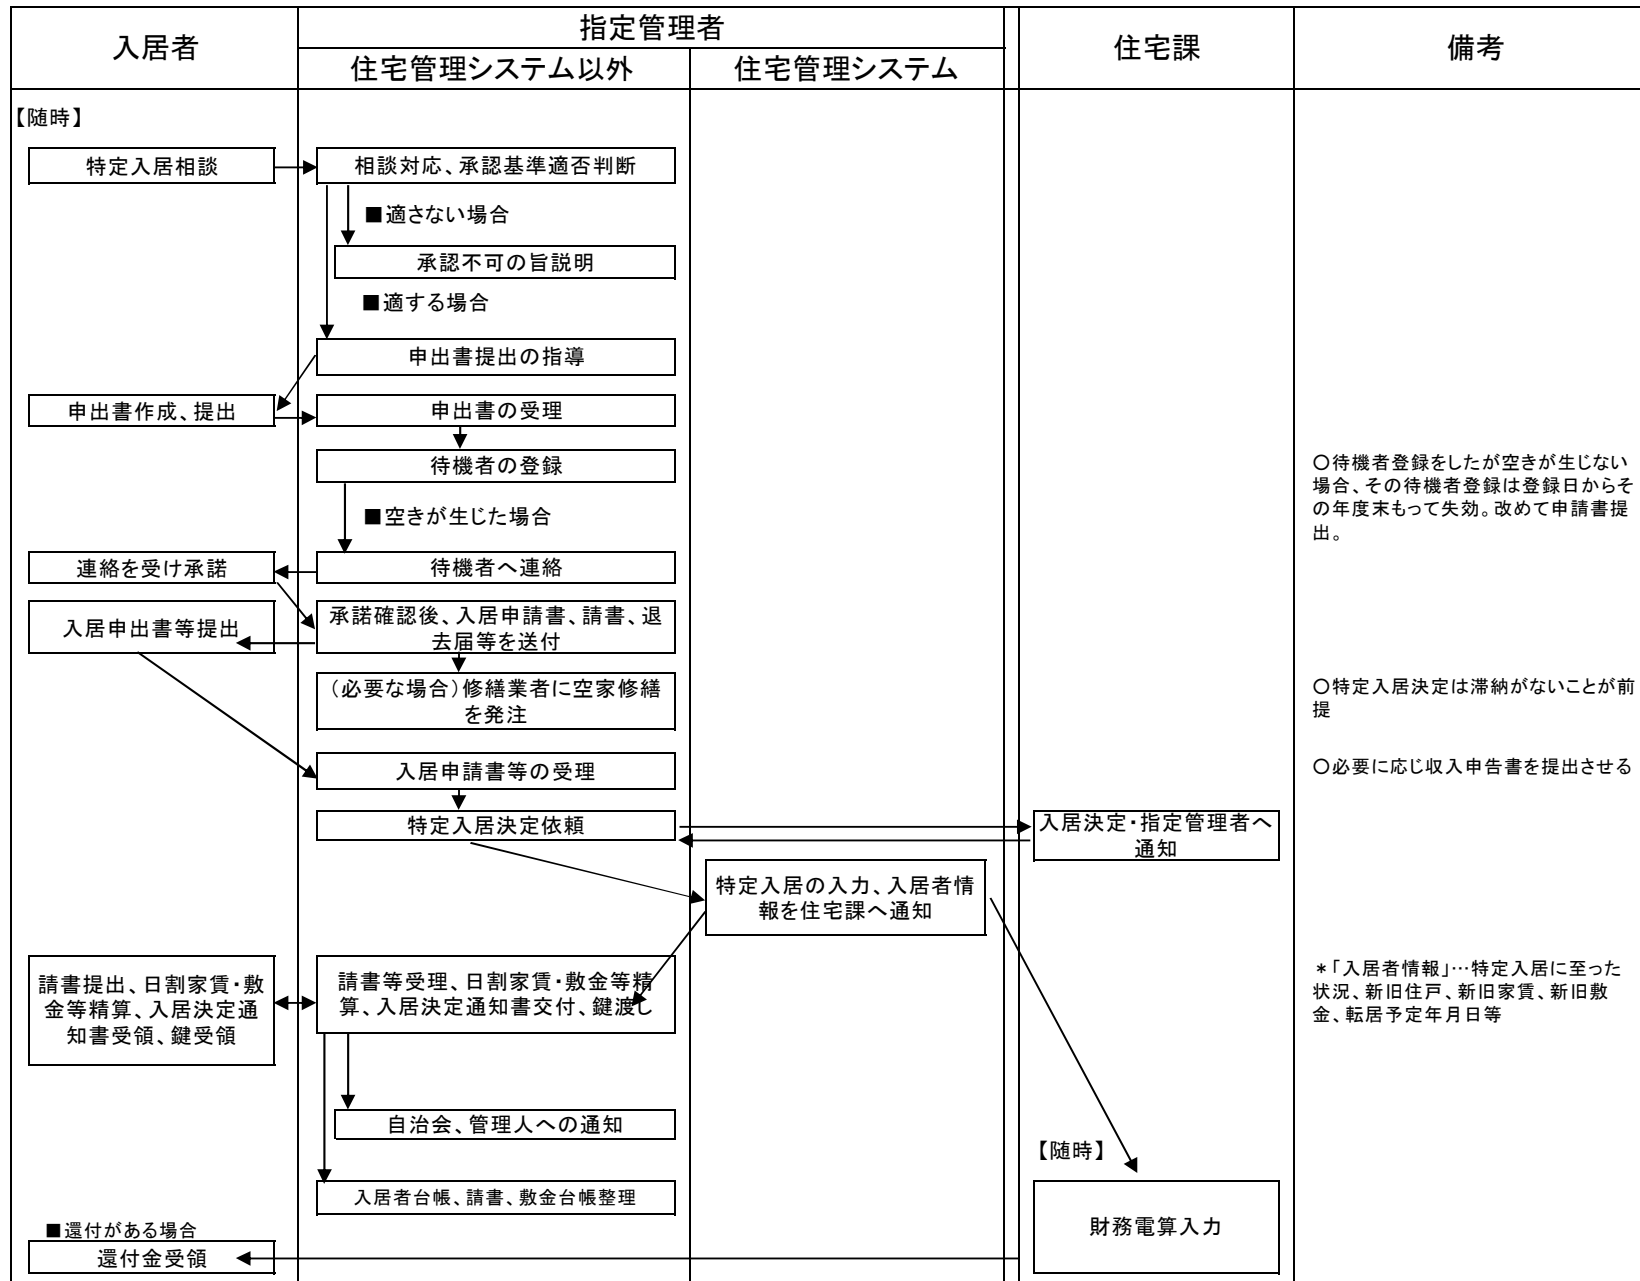 入居者
指定管理者
住宅課
備考
住宅管理システム以外
住宅管理システム
【随時】
特定入居相談
相談対応、承認基準適否判断
■適さない場合
承認不可の旨説明
■適する場合
申出書提出の指導
申出書作成、提出
申出書の受理
待機者の登録
○待機者登録をしたが空きが生じない
場合、その待機者登録は登録日からそ
の年度末もって失効。改めて申請書提
出。
■空きが生じた場合
連絡を受け承諾
待機者へ連絡
入居申出書等提出
承諾確認後、入居申請書、請書、退
去届等を送付
(必要な場合)修繕業者に空家修繕
を発注
○特定入居決定は滞納がないことが前
提
入居申請書等の受理
○必要に応じ収入申告書を提出させる
特定入居決定依頼
入居決定・指定管理者へ
通知
特定入居の入力、入居者情
報を住宅課へ通知
請書提出、日割家賃・敷
金等精算、入居決定通
知書受領、鍵受領
請書等受理、日割家賃・敷金等精
算、入居決定通知書交付、鍵渡し
*「入居者情報」…特定入居に至った
状況、新旧住戸、新旧家賃、新旧敷
金、転居予定年月日等
自治会、管理人への通知
【随時】
入居者台帳、請書、敷金台帳整理
財務電算入力
■還付がある場合
還付金受領